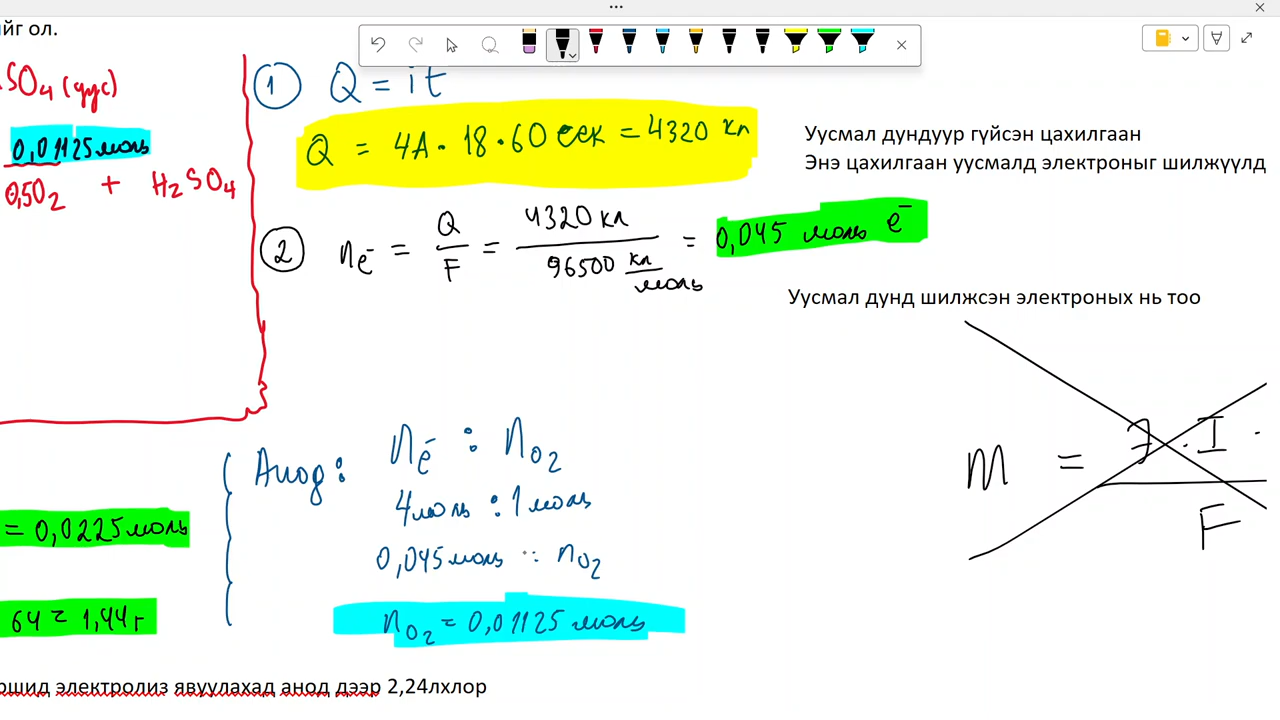 йг ол.
SO4 (уус)
0,01125 моль
0,5O2 + H2SO4
1 Q = it
Q = 4A · 18 · 60 сек = 4320 кл
Уусмал дундуур гүйсэн цахилгаан
Энэ цахилгаан уусмалд электроныг шилжүүлд
2 ne- = Q/F = 4320 кл / 96500 кл/моль = 0,045 моль e-
Уусмал дунд шилжсэн электроных нь тоо
Анод: ne- : nO2
4 моль : 1 моль
0,045 моль : nO2
nO2 = 0,01125 моль
= 0,0225 моль
64 = 1,44 г
m = · I · / F
ршид электролиз явуулахад анод дээр 2,24лхлор